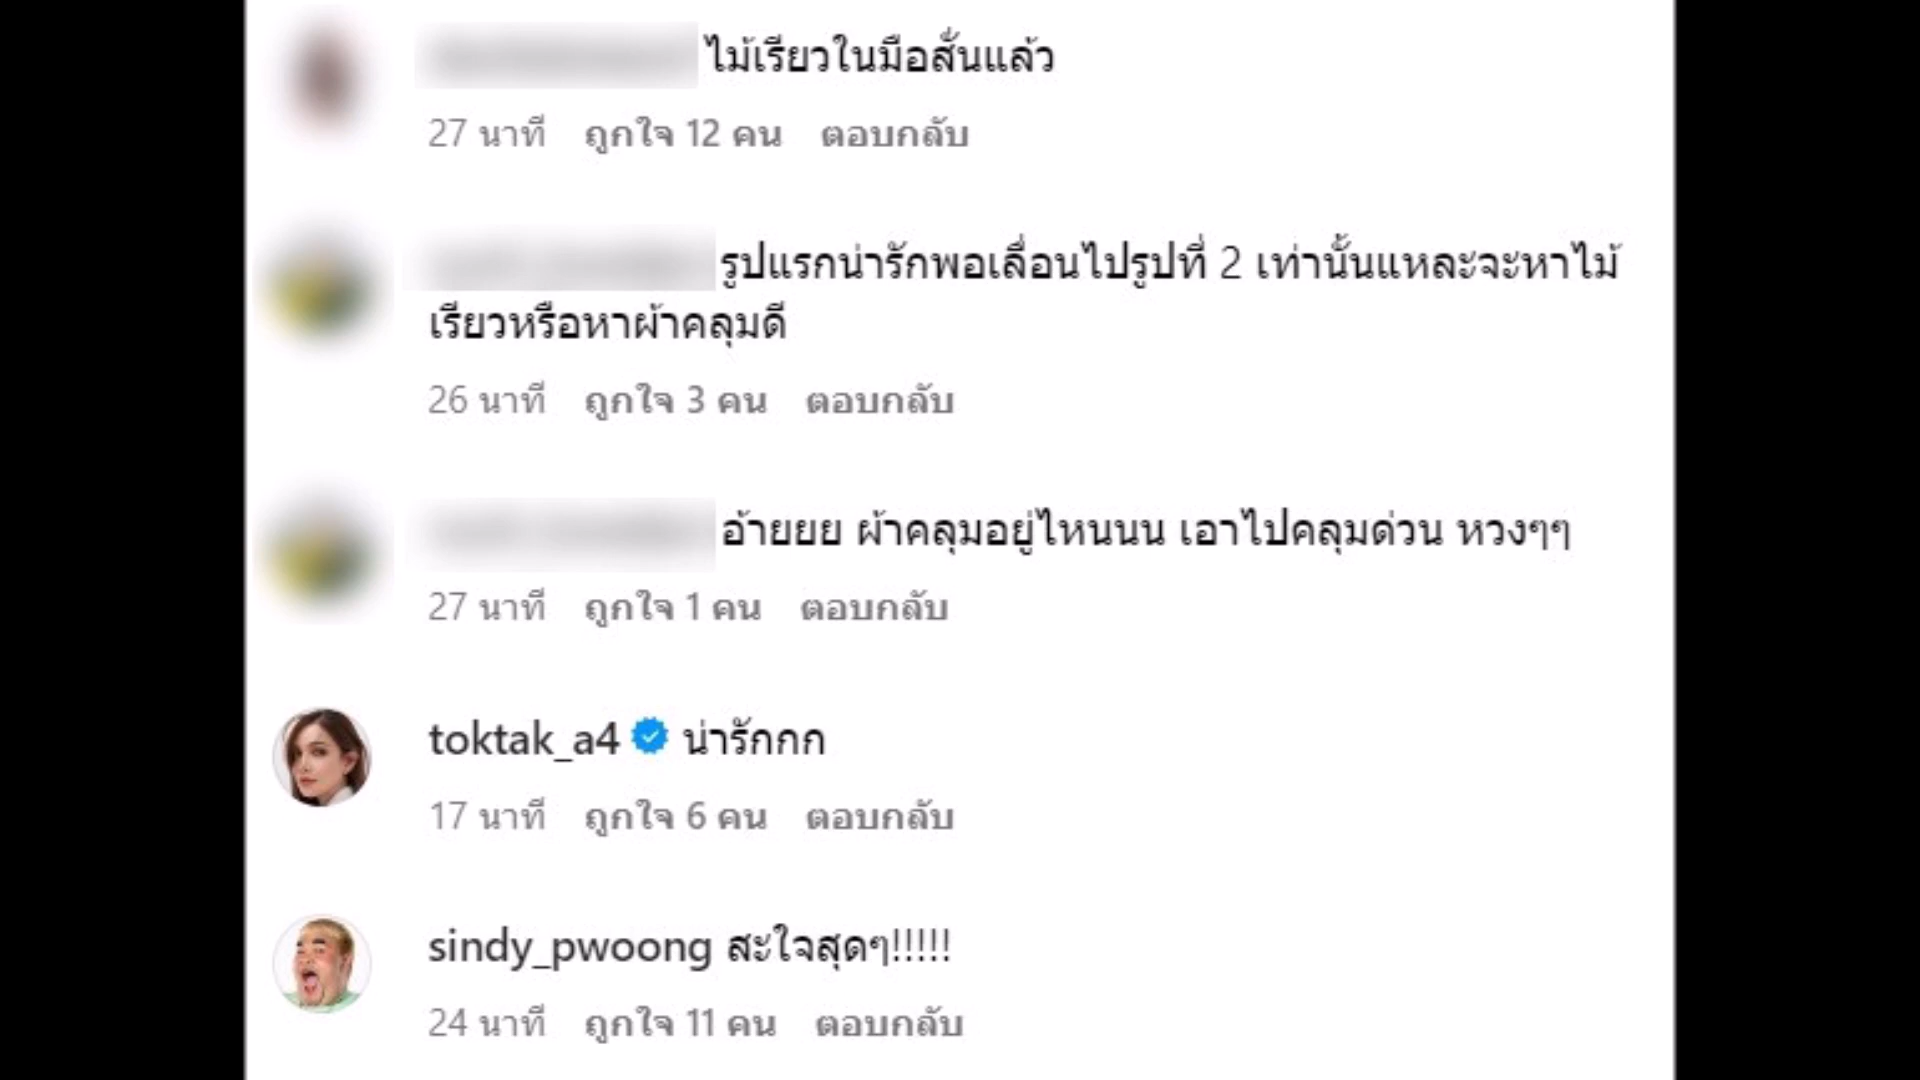 ไม้เรียวในมือสั่นแล้ว
27 นาที ถูกใจ 12 คน ตอบกลับ
รูปแรกน่ารักพอเลื่อนไปรูปที่ 2 เท่านั้นแหละจะหาไม้
เรียวหรือหาผ้าคลุมดี
26 นาที ถูกใจ 3 คน ตอบกลับ
อ้ายยย ผ้าคลุมอยู่ไหนนน เอาไปคลุมด่วน หวงๆๆ
27 นาที ถูกใจ 1 คน ตอบกลับ
toktak_a4 น่ารักกก
17 นาที ถูกใจ 6 คน ตอบกลับ
sindy_pwoong สะใจสุดๆ!!!!!
24 นาที ถูกใจ 11 คน ตอบกลับ